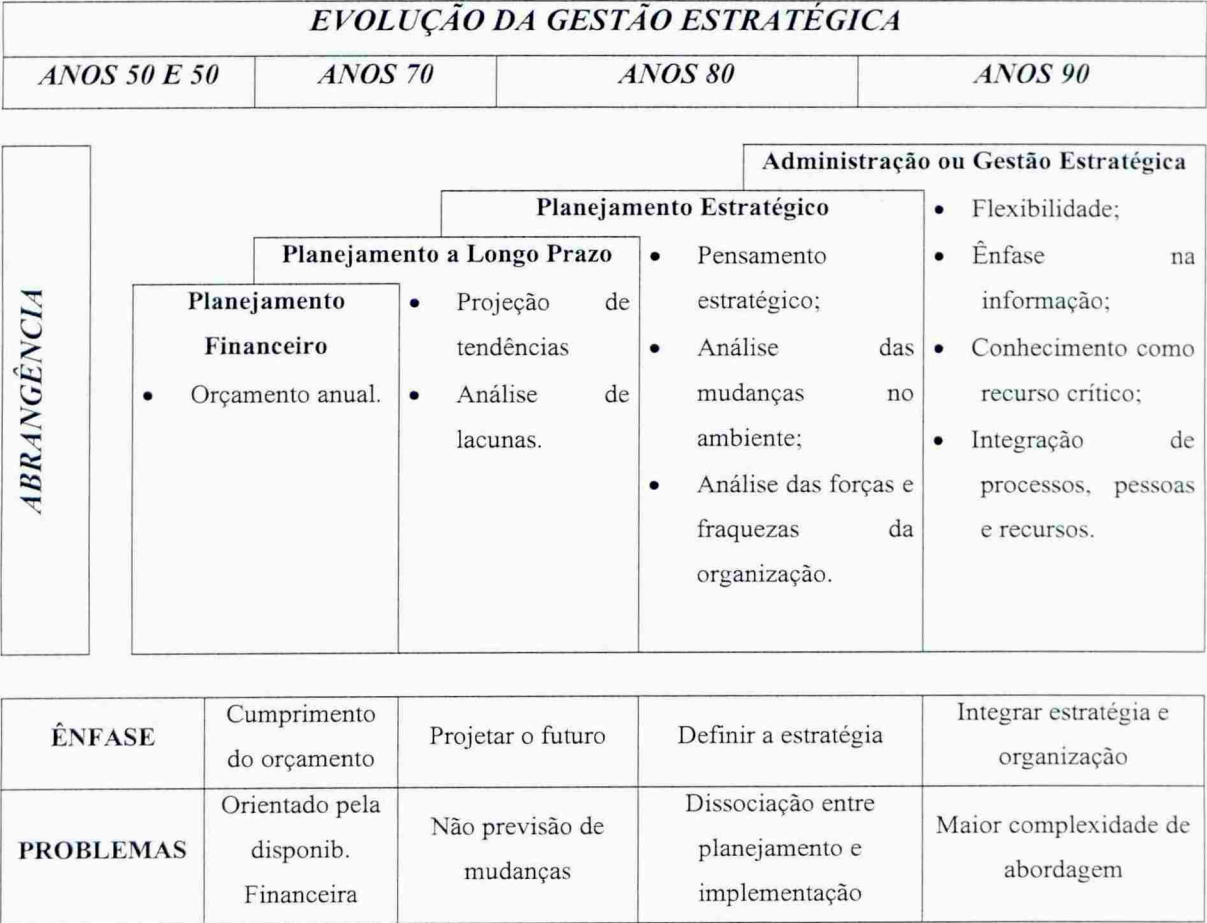 EVOLUÇÃO DA GESTÃO ESTRATÉGICA
ANOS 50 E 50 ANOS 70 ANOS 80 ANOS 90
ABRANGÊNCIA
Planejamento
Financeiro
• Orçamento anual.
Planejamento a Longo Prazo
• Projeção de
tendências
• Análise de
lacunas.
Planejamento Estratégico
• Pensamento
estratégico;
• Análise das
mudanças no
ambiente;
• Análise das forças e
fraquezas da
organização.
Administração ou Gestão Estratégica
• Flexibilidade;
• Ênfase na
informação;
• Conhecimento como
recurso crítico;
• Integração de
processos, pessoas
e recursos.
ÊNFASE
Cumprimento
do orçamento
Projetar o futuro
Definir a estratégia
Integrar estratégia e
organização
PROBLEMAS
Orientado pela
disponib.
Financeira
Não previsão de
mudanças
Dissociação entre
planejamento e
implementação
Maior complexidade de
abordagem